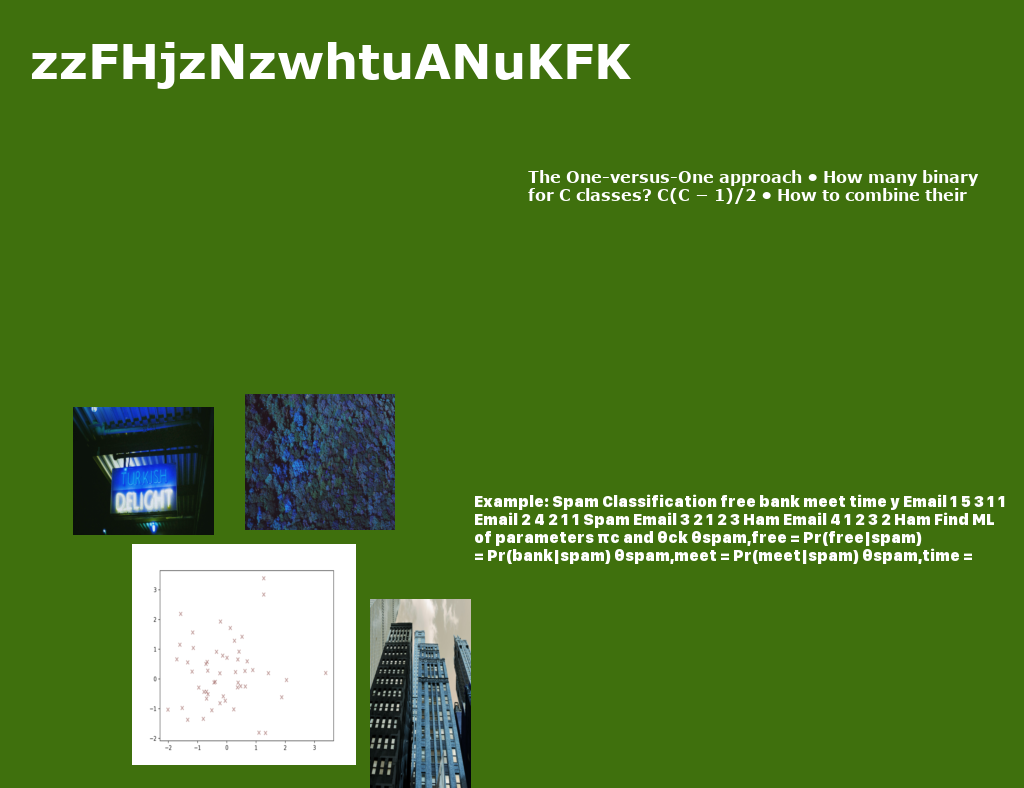 zzFHjzNzwhtuANuKFK
The One-versus-One approach • How many binary
for C classes? C(C − 1)/2 • How to combine their
TURKISH
DELIGHT
Example: Spam Classification free bank meet time y Email 1 5 3 1 1
Email 2 4 2 1 1 Spam Email 3 2 1 2 3 Ham Email 4 1 2 3 2 Ham Find ML
of parameters πc and θck θspam,free = Pr(free|spam)
= Pr(bank|spam) θspam,meet = Pr(meet|spam) θspam,time =
3
2
1
0
−1
−2
−2 −1 0 1 2 3